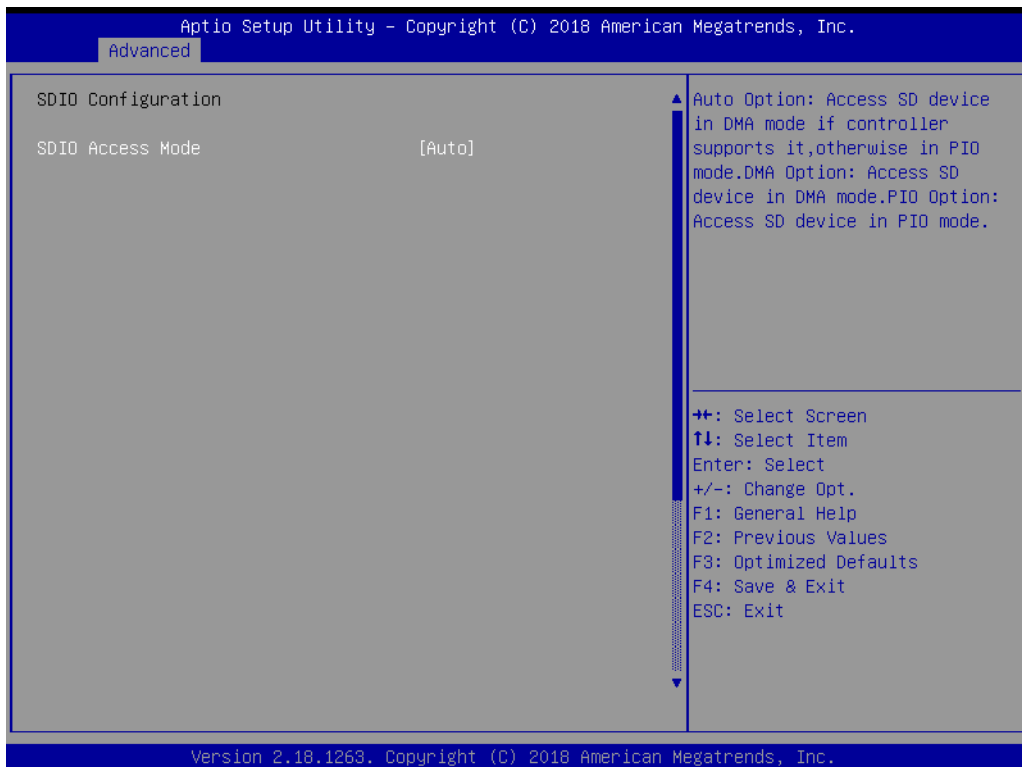 Aptio Setup Utility – Copyright (C) 2018 American Megatrends, Inc.
Advanced
SDIO Configuration
SDIO Access Mode [Auto]
Auto Option: Access SD device
in DMA mode if controller
supports it,otherwise in PIO
mode.DMA Option: Access SD
device in DMA mode.PIO Option:
Access SD device in PIO mode.
→←: Select Screen
↑↓: Select Item
Enter: Select
+/-: Change Opt.
F1: General Help
F2: Previous Values
F3: Optimized Defaults
F4: Save & Exit
ESC: Exit
Version 2.18.1263. Copyright (C) 2018 American Megatrends, Inc.